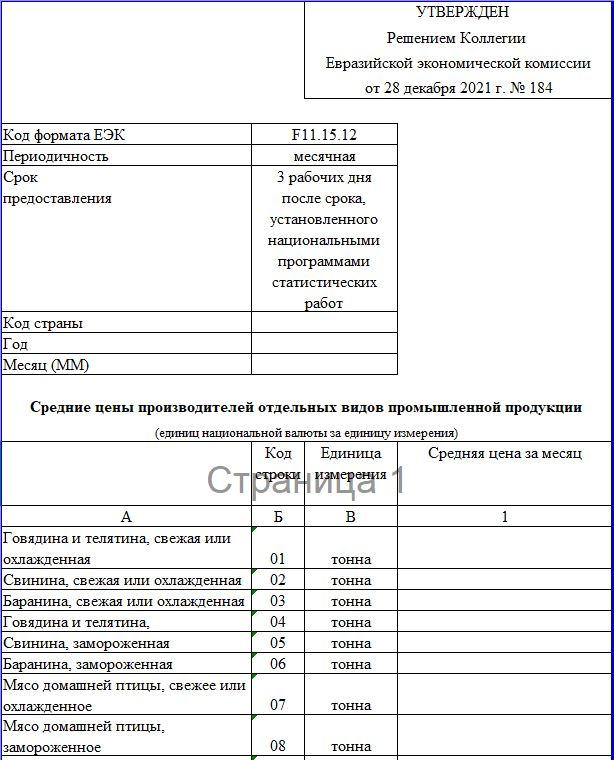 УТВЕРЖДЕН
Решением Коллегии
Евразийской экономической комиссии
от 28 декабря 2021 г. № 184
Код формата ЕЭК F11.15.12
Периодичность месячная
Срок 3 рабочих дня
предоставления после срока,
установленного
национальными
программами
статистических
работ
Код страны
Год
Месяц (ММ)
Средние цены производителей отдельных видов промышленной продукции
(единиц национальной валюты за единицу измерения)
Код Единица Средняя цена за месяц
строки измерения
Страница 1
А Б В 1
Говядина и телятина, свежая или
охлажденная 01 тонна
Свинина, свежая или охлажденная 02 тонна
Баранина, свежая или охлажденная 03 тонна
Говядина и телятина, 04 тонна
Свинина, замороженная 05 тонна
Баранина, замороженная 06 тонна
Мясо домашней птицы, свежее или
охлажденное 07 тонна
Мясо домашней птицы,
замороженное 08 тонна